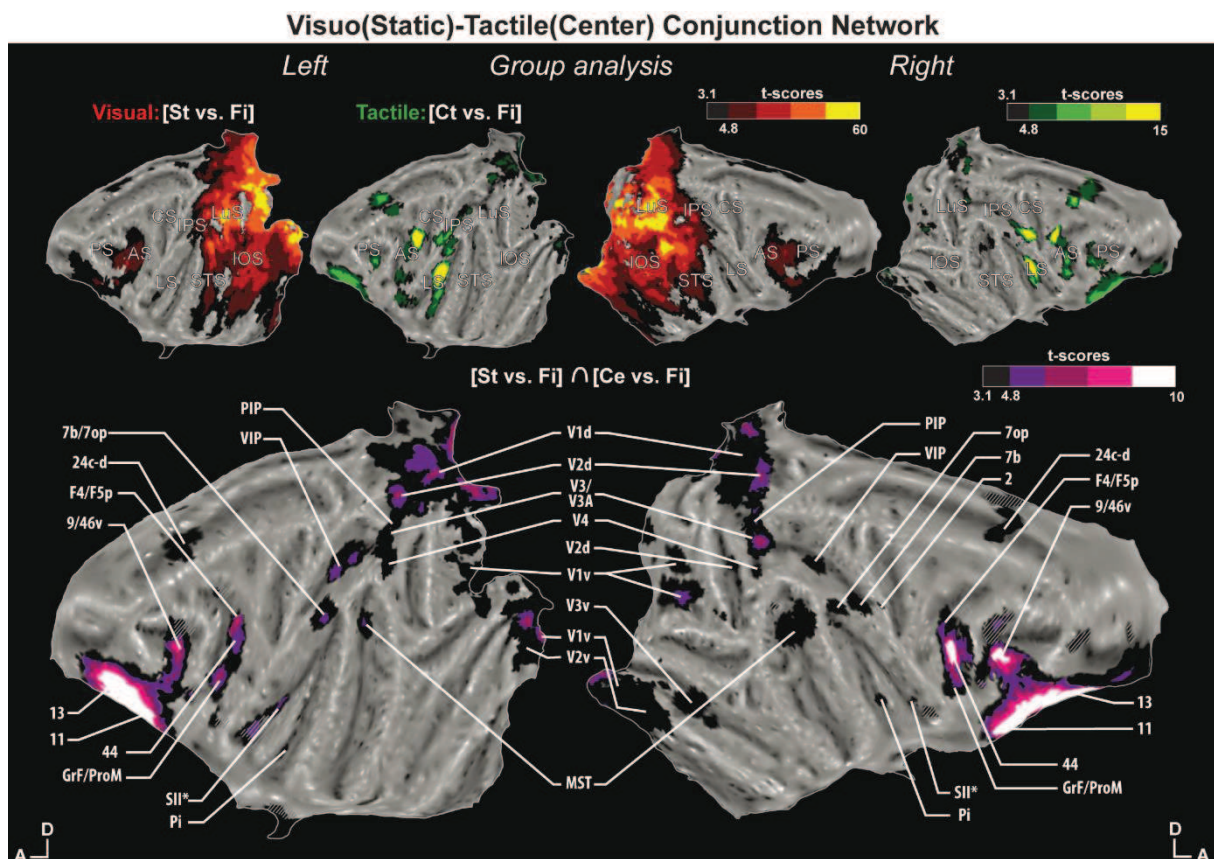 Visuo(Static)-Tactile(Center) Conjunction Network
Left Group analysis Right
Visual: [St vs. Fi]
Tactile: [Ct vs. Fi]
3.1 t-scores
4.8 60
3.1 t-scores
4.8 15
CS IPS LuS
PS AS IOS
LS STS
CS IPS LuS
PS AS IOS
LS STS
LuS IPS CS
IOS AS PS
STS LS
LuS IPS CS
IOS AS PS
STS LS
[St vs. Fi] ∩ [Ce vs. Fi]
t-scores
3.1 4.8 10
PIP
7b/7op
VIP
24c-d
F4/F5p
9/46v
13
11
44
GrF/ProM
SII*
Pi
V1d
V2d
V3/
V3A
V4
V2d
V1v
V3v
V1v
V2v
MST
PIP
7op
VIP
7b
24c-d
2
F4/F5p
9/46v
13
11
44
GrF/ProM
SII*
Pi
D
A
D
A